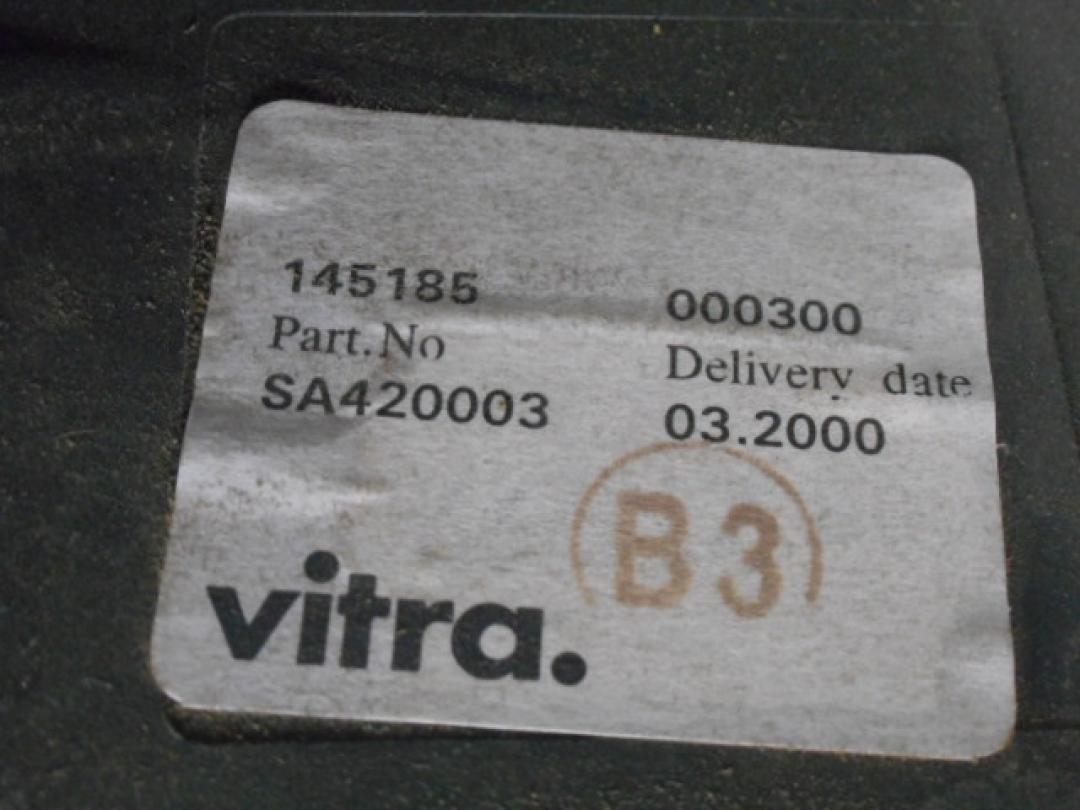 145185 000300
Part.No Delivery date
SA420003 03.2000
B3
vitra.